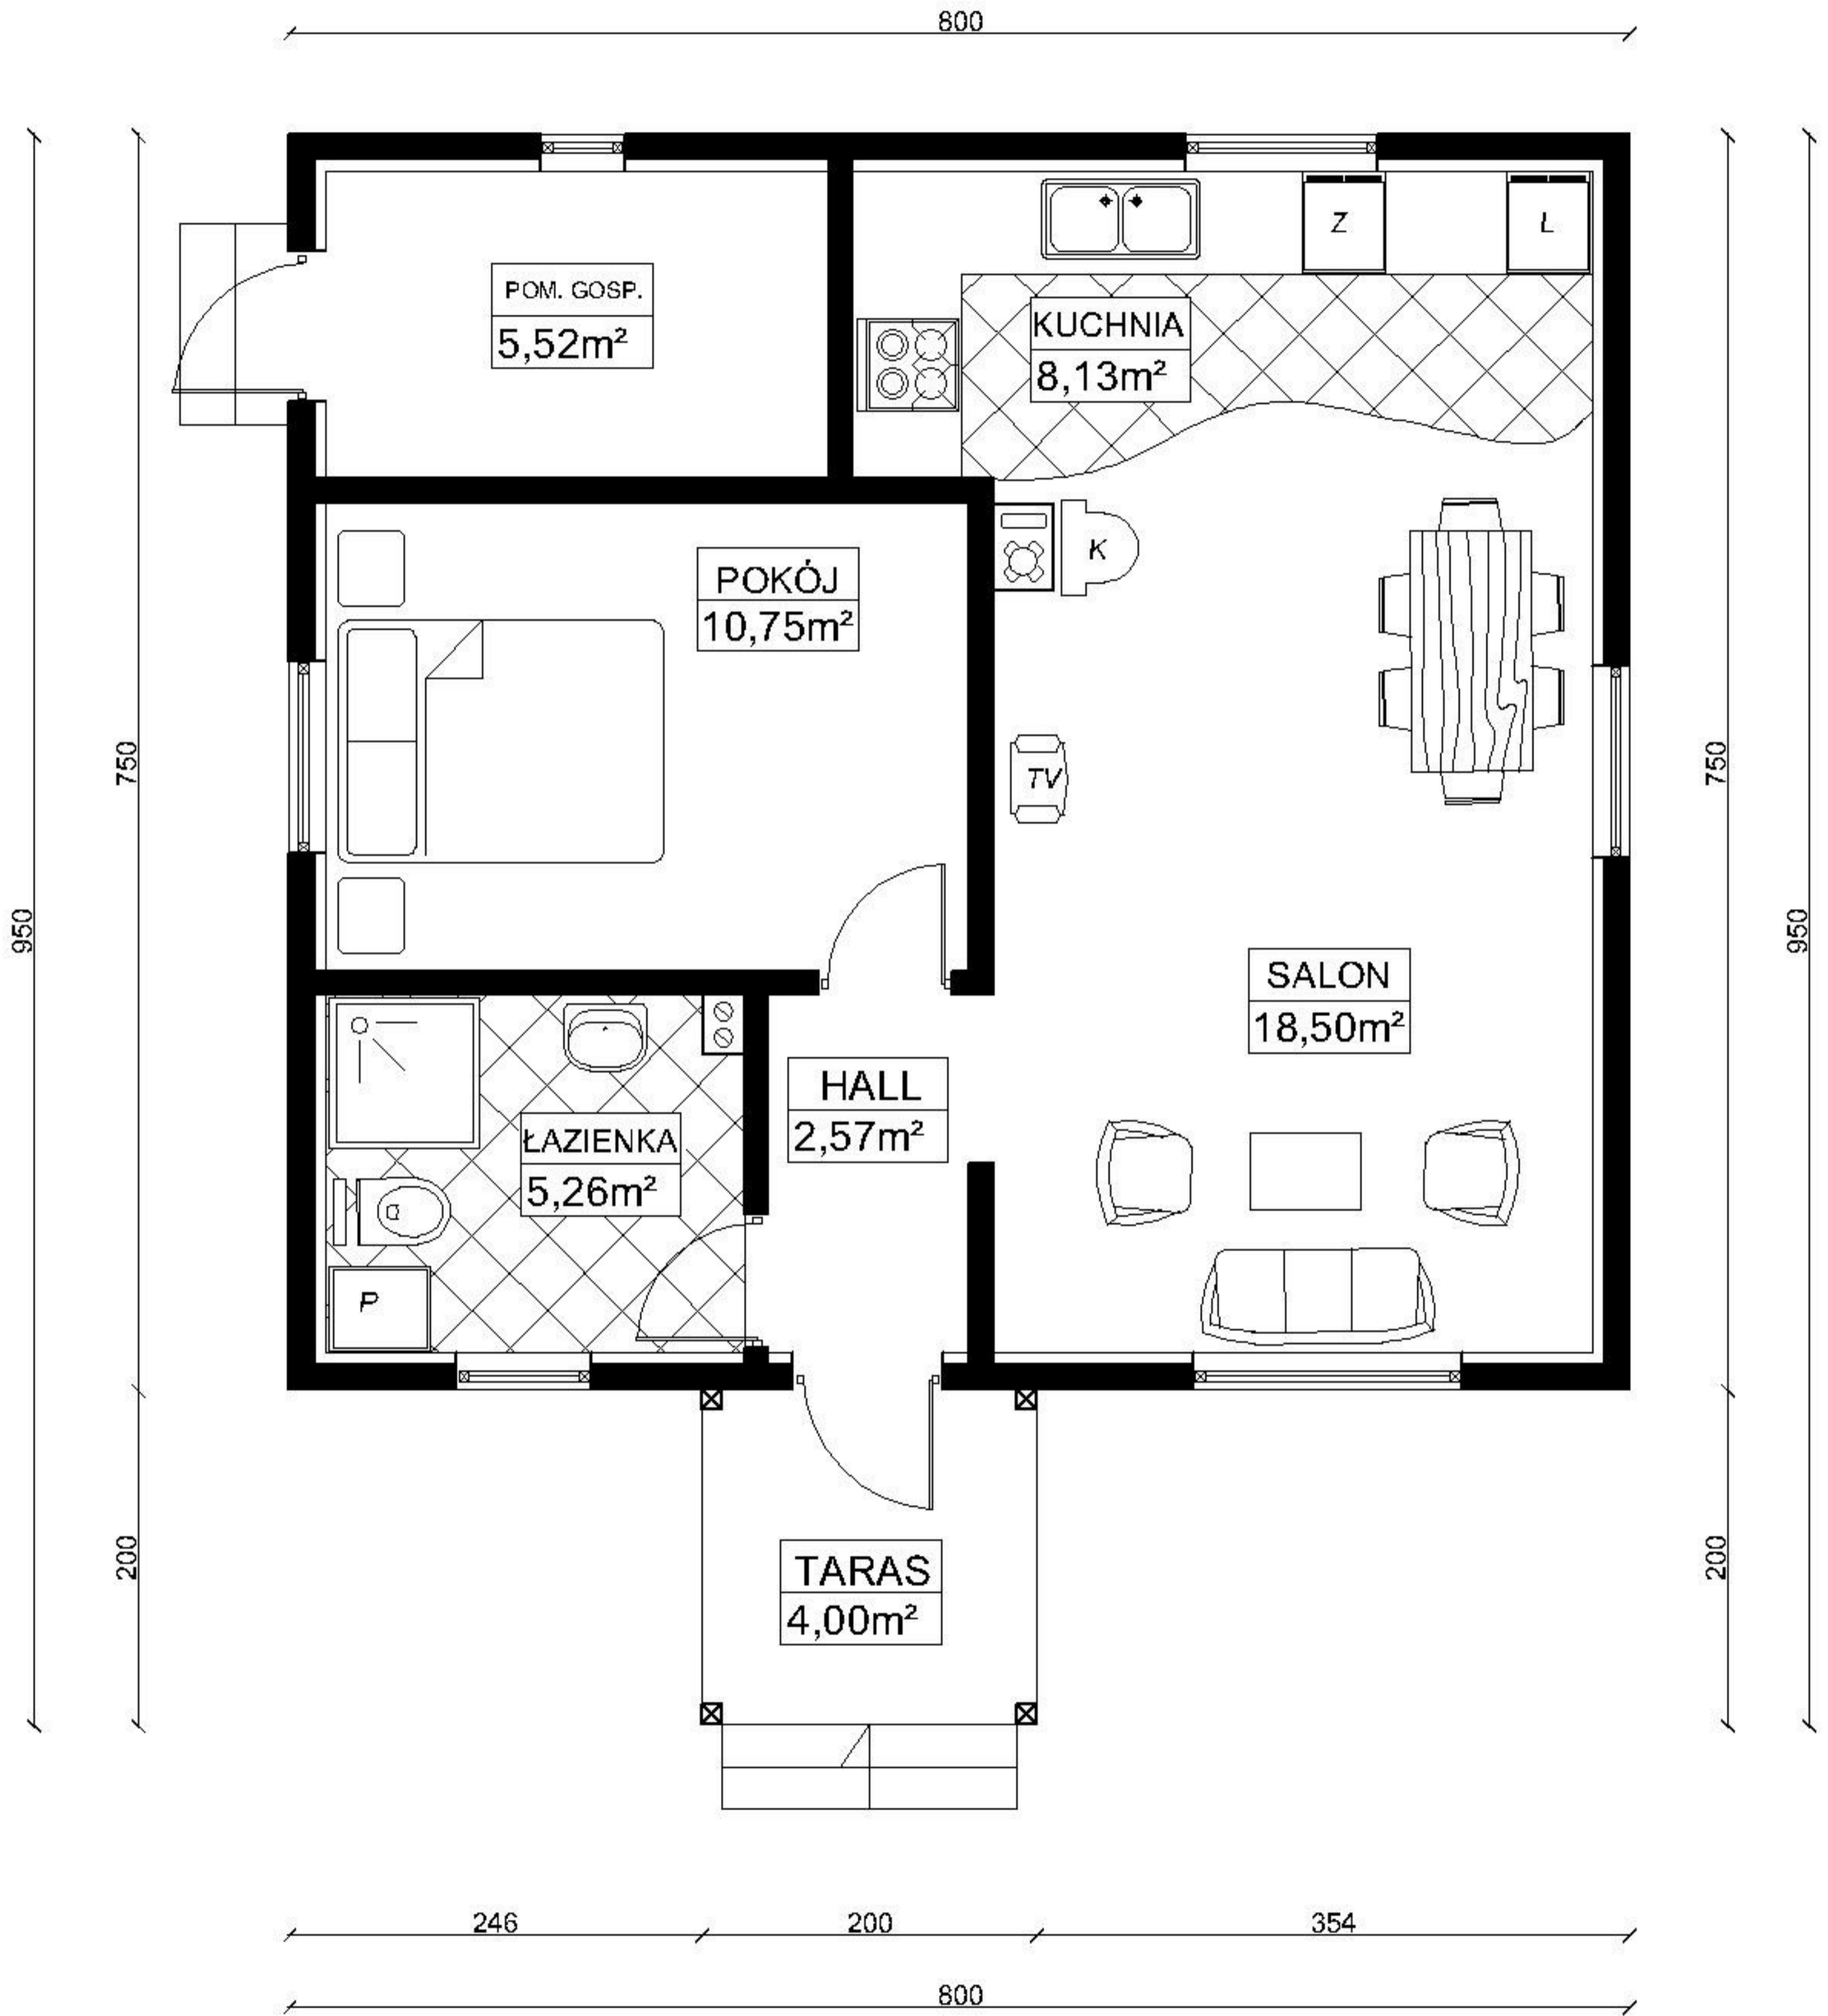 800
POM. GOSP.
5,52m²
KUCHNIA
8,13m²
Z
L
POKÓJ
10,75m²
K
TV
950
750
750
950
SALON
18,50m²
HALL
2,57m²
ŁAZIENKA
5,26m²
P
TARAS
4,00m²
200
200
246
200
354
800